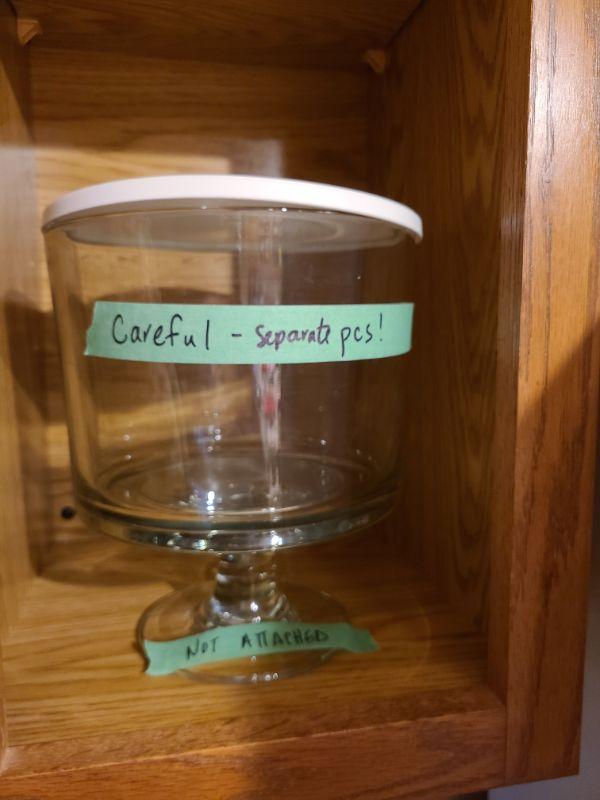 Careful - separate pcs!
NOT ATTACHED